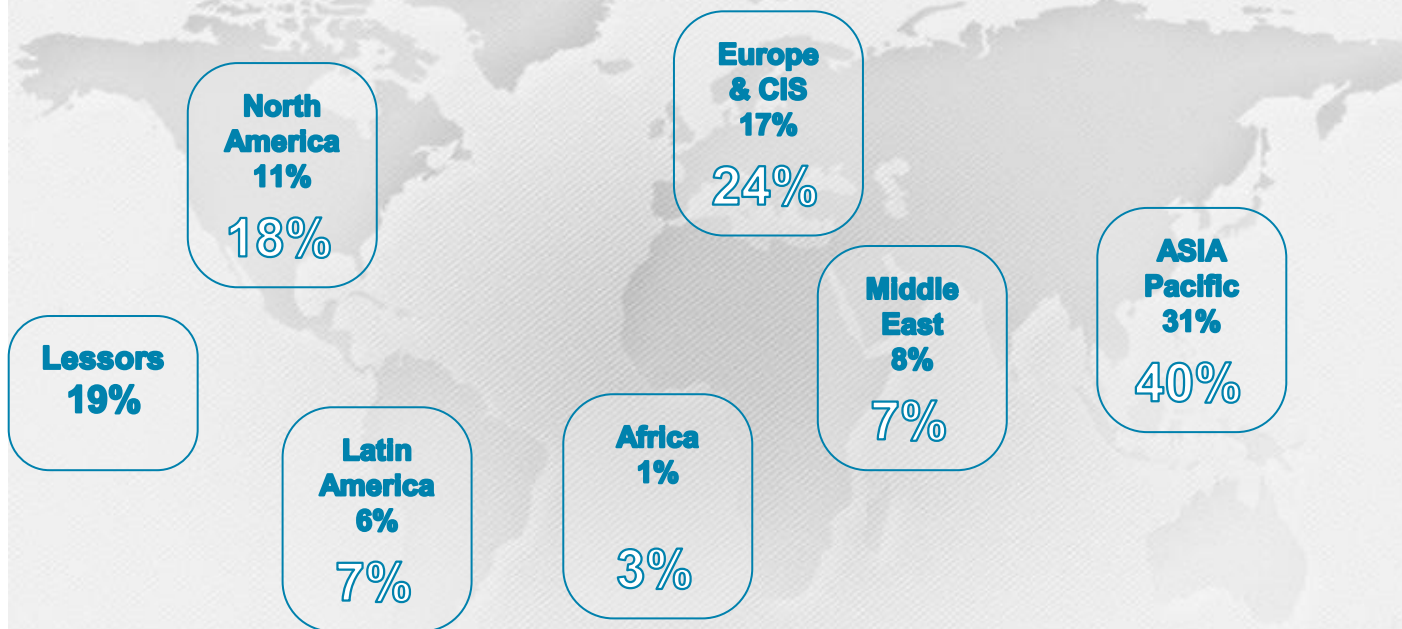 Europe
& CIS
17%
24%
North
America
11%
18%
ASIA
Pacific
31%
40%
Middle
East
8%
7%
Lessors
19%
Latin
America
6%
7%
Africa
1%
3%